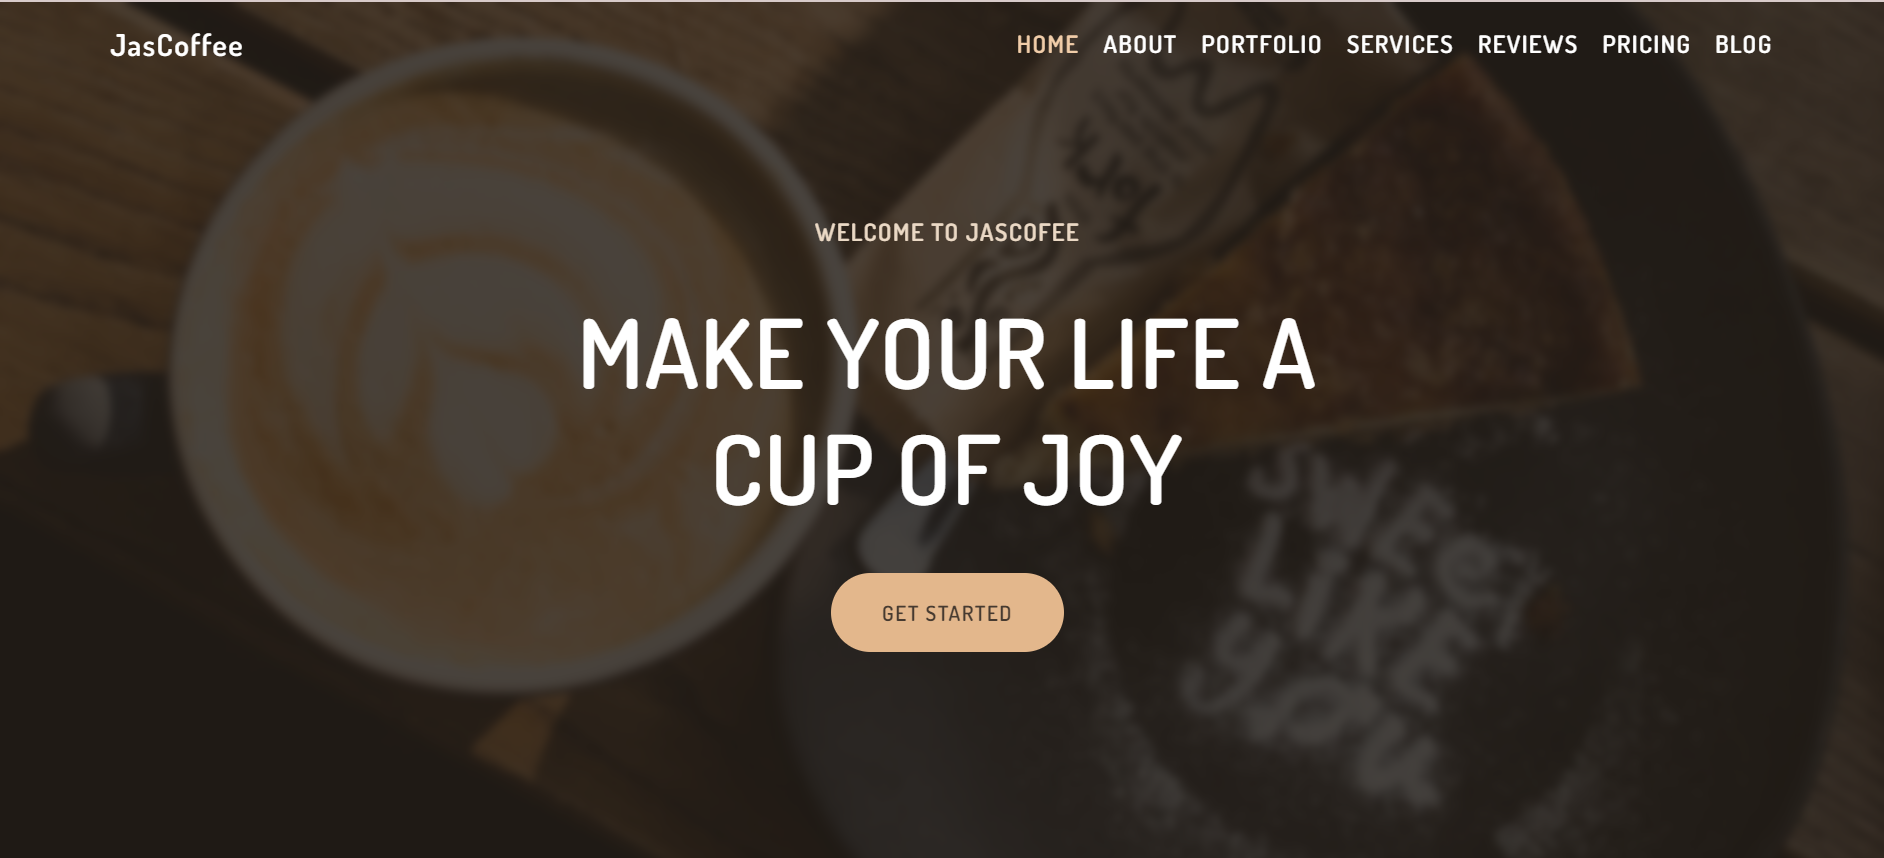 JasCoffee
HOME ABOUT PORTFOLIO SERVICES REVIEWS PRICING BLOG
WELCOME TO JASCOFEE
MAKE YOUR LIFE A
CUP OF JOY
GET STARTED
SWEET
LIKE
you